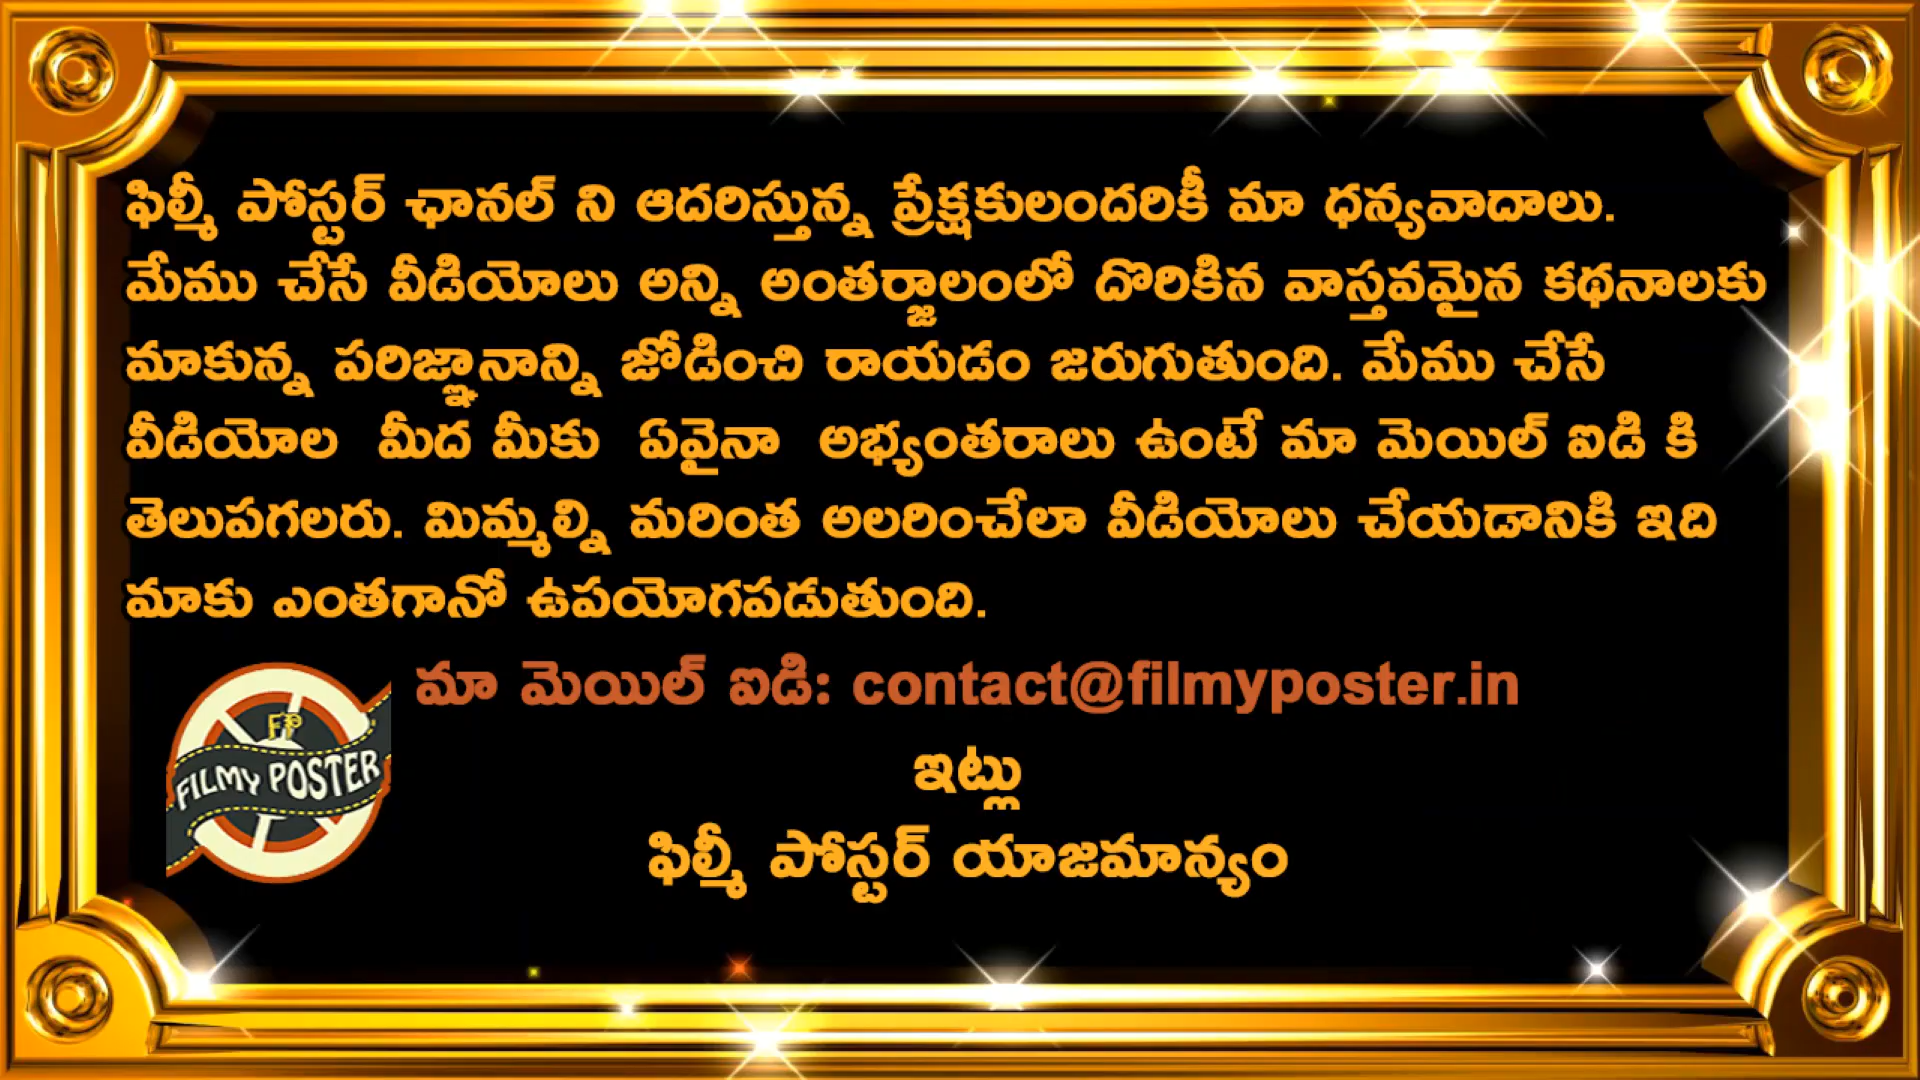 ఫిల్మీ పోస్టర్ ఛానల్ ని ఆదరిస్తున్న ప్రేక్షకులందరికీ మా ధన్యవాదాలు.
మేము చేసే వీడియోలు అన్ని అంతర్జాలంలో దొరికిన వాస్తవమైన కథనాలకు
మాకున్న పరిజ్ఞానాన్ని జోడించి రాయడం జరుగుతుంది. మేము చేసే
వీడియోల మీద మీకు ఏవైనా అభ్యంతరాలు ఉంటే మా మెయిల్ ఐడి కి
తెలుపగలరు. మిమ్మల్ని మరింత అలరించేలా వీడియోలు చేయడానికి ఇది
మాకు ఎంతగానో ఉపయోగపడుతుంది.
మా మెయిల్ ఐడి: contact@filmyposter.in
FP
FILMY POSTER
ఇట్లు
ఫిల్మీ పోస్టర్ యాజమాన్యం